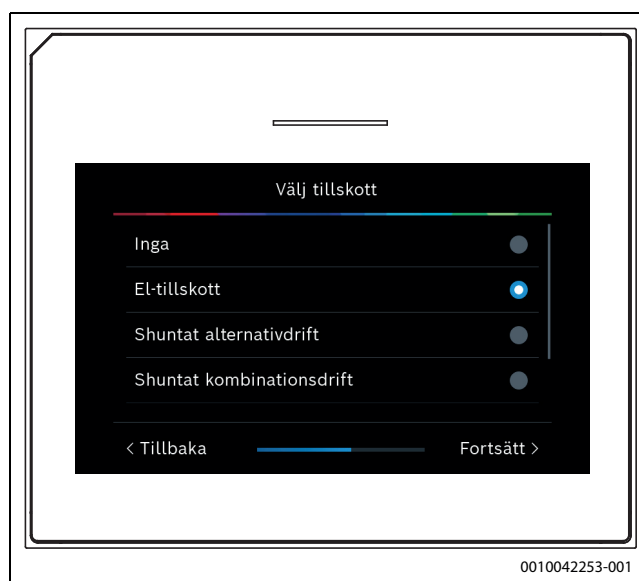 Välj tillskott
Inga
El-tillskott
Shuntat alternativdrift
Shuntat kombinationsdrift
< Tillbaka
Fortsätt >
0010042253-001